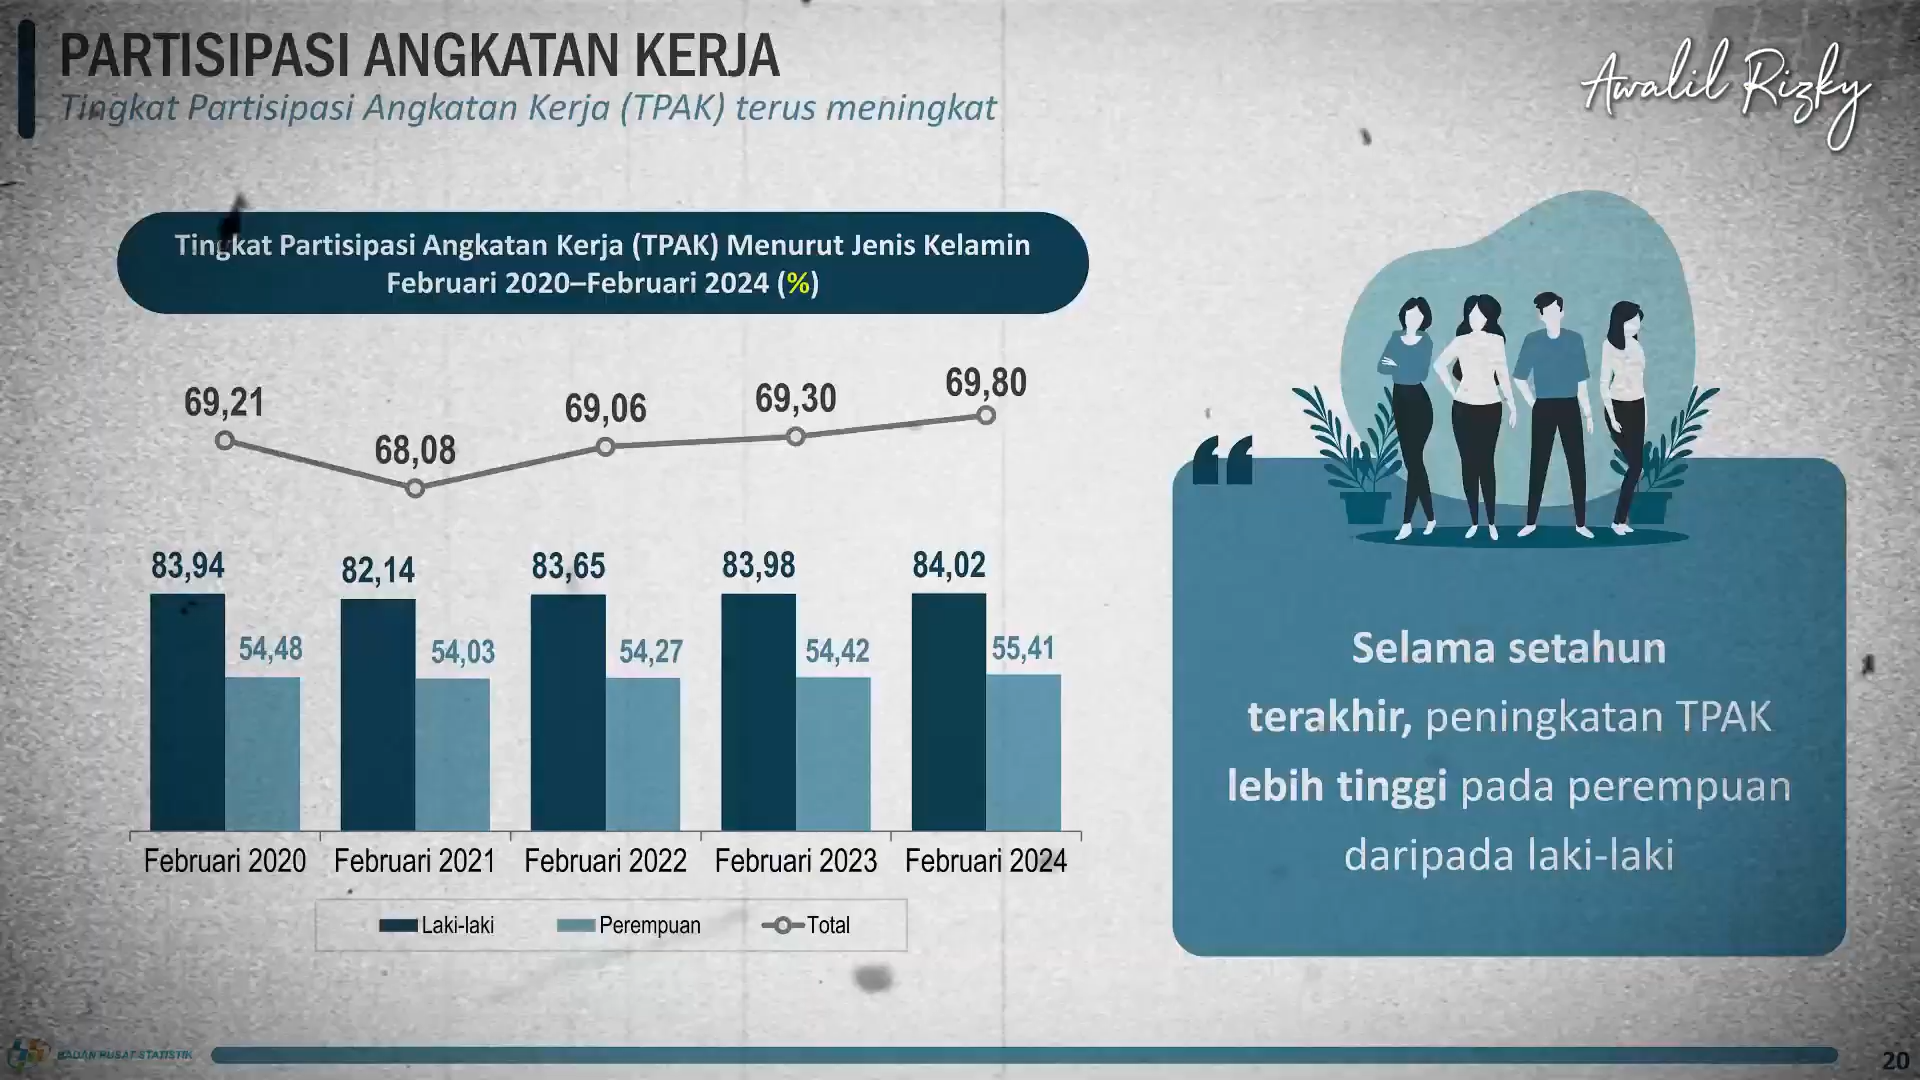 PARTISIPASI ANGKATAN KERJA
Tingkat Partisipasi Angkatan Kerja (TPAK) terus meningkat
Awalil Rizky
Tingkat Partisipasi Angkatan Kerja (TPAK) Menurut Jenis Kelamin
Februari 2020–Februari 2024 (%)
69,21
68,08
69,06
69,30
69,80
83,94
54,48
82,14
54,03
83,65
54,27
83,98
54,42
84,02
55,41
Februari 2020
Februari 2021
Februari 2022
Februari 2023
Februari 2024
Laki-laki
Perempuan
Total
“
Selama setahun
terakhir, peningkatan TPAK
lebih tinggi pada perempuan
daripada laki-laki
BADAN PUSAT STATISTIK
20